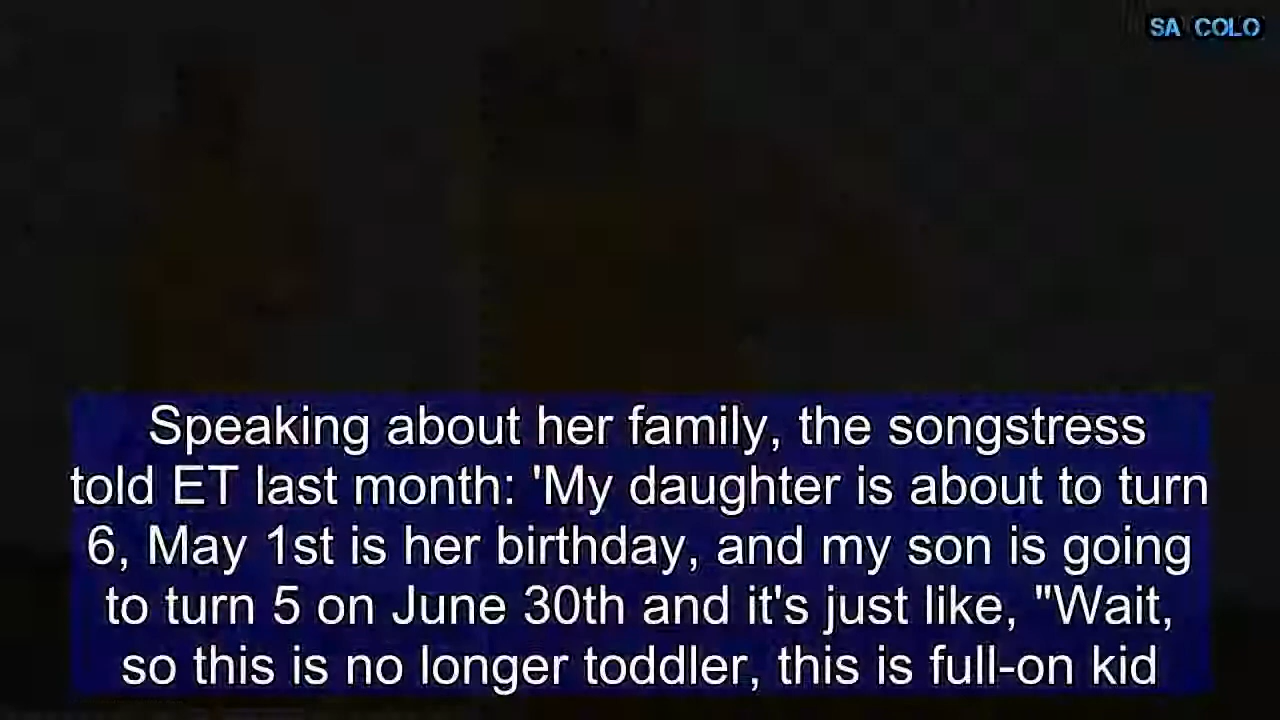 SA COLO
Speaking about her family, the songstress
told ET last month: 'My daughter is about to turn
6, May 1st is her birthday, and my son is going
to turn 5 on June 30th and it's just like, "Wait,
so this is no longer toddler, this is full-on kid